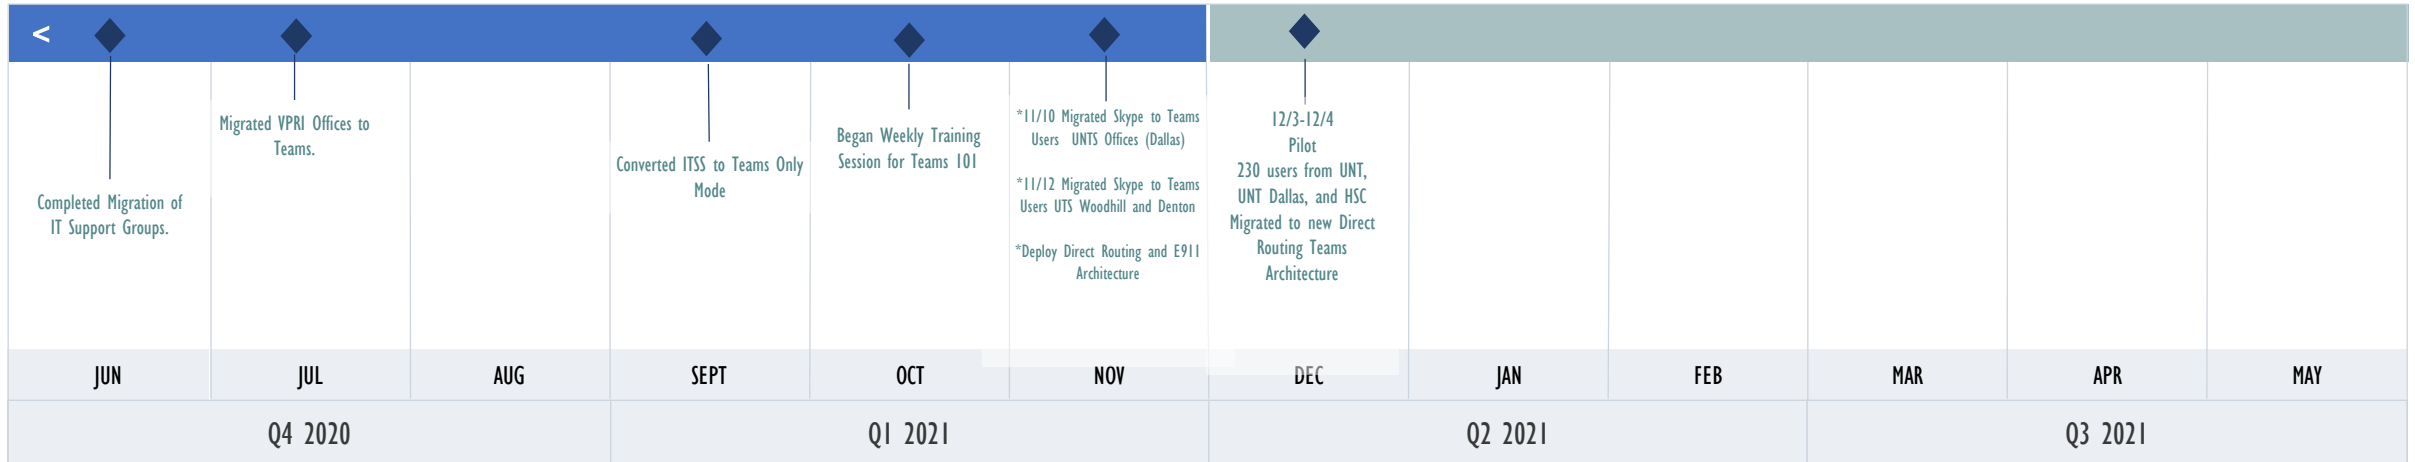 <
Completed Migration of
IT Support Groups.
Migrated VPRI Offices to
Teams.
Converted ITSS to Teams Only
Mode
Began Weekly Training
Session for Teams 101
*11/10 Migrated Skype to Teams
Users UNTS Offices (Dallas)
*11/12 Migrated Skype to Teams
Users UTS Woodhill and Denton
*Deploy Direct Routing and E911
Architecture
12/3-12/4
Pilot
230 users from UNT,
UNT Dallas, and HSC
Migrated to new Direct
Routing Teams
Architecture
JUN JUL AUG SEPT OCT NOV DEC JAN FEB MAR APR MAY
Q4 2020 Q1 2021 Q2 2021 Q3 2021